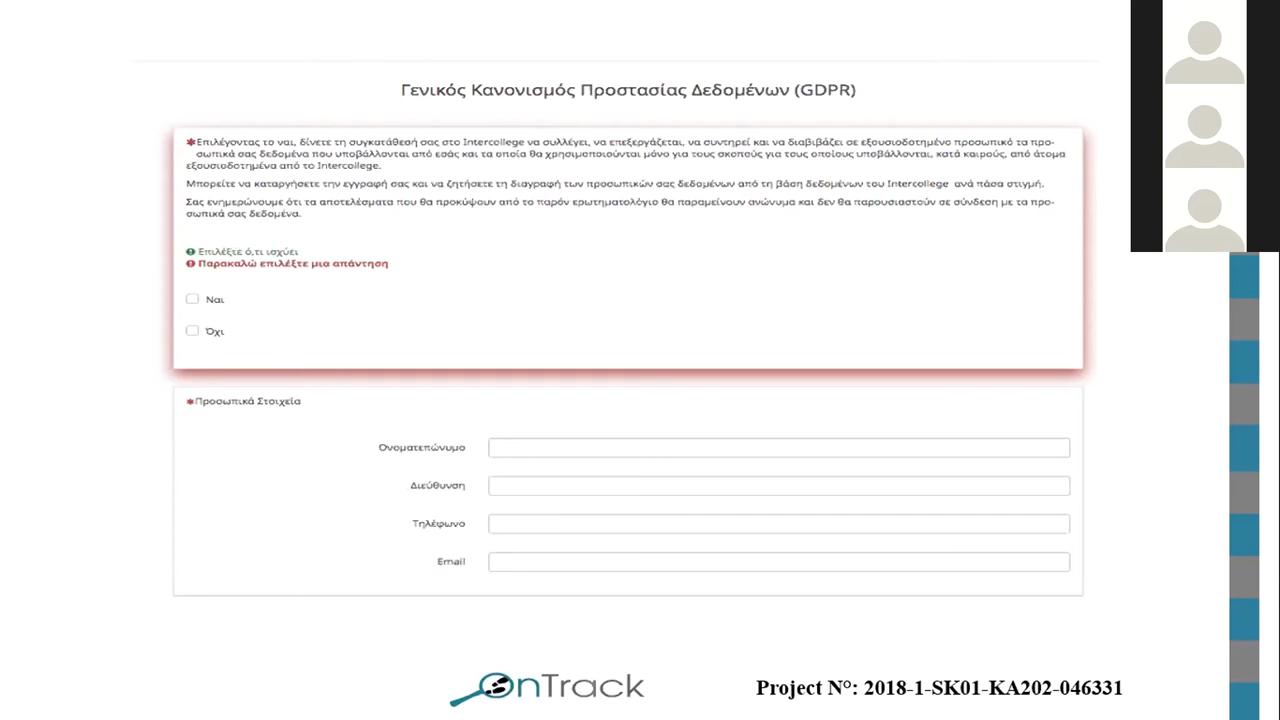 Γενικός Κανονισμός Προστασίας Δεδομένων (GDPR)
✱Επιλέγοντας το ναι, δίνετε τη συγκατάθεσή σας στο Intercollege να συλλέγει, να επεξεργάζεται, να συντηρεί και να διαβιβάζει σε εξουσιοδοτημένο προσωπικό τα προ-
σωπικά σας δεδομένα που υποβάλλονται από εσάς και τα οποία θα χρησιμοποιούνται μόνο για τους σκοπούς για τους οποίους υποβάλλονται, κατά καιρούς, από άτομα
εξουσιοδοτημένα από το Intercollege.
Μπορείτε να καταργήσετε την εγγραφή σας και να ζητήσετε τη διαγραφή των προσωπικών σας δεδομένων από τη βάση δεδομένων του Intercollege ανά πάσα στιγμή.
Σας ενημερώνουμε ότι τα αποτελέσματα που θα προκύψουν από το παρόν ερωτηματολόγιο θα παραμείνουν ανώνυμα και δεν θα παρουσιαστούν σε σύνδεση με τα προ-
σωπικά σας δεδομένα.
Επιλέξτε ό,τι ισχύει
Παρακαλώ επιλέξτε μια απάντηση
Ναι
Όχι
✱Προσωπικά Στοιχεία
Ονοματεπώνυμο
Διεύθυνση
Τηλέφωνο
Email
OnTrack
Project N°: 2018-1-SK01-KA202-046331